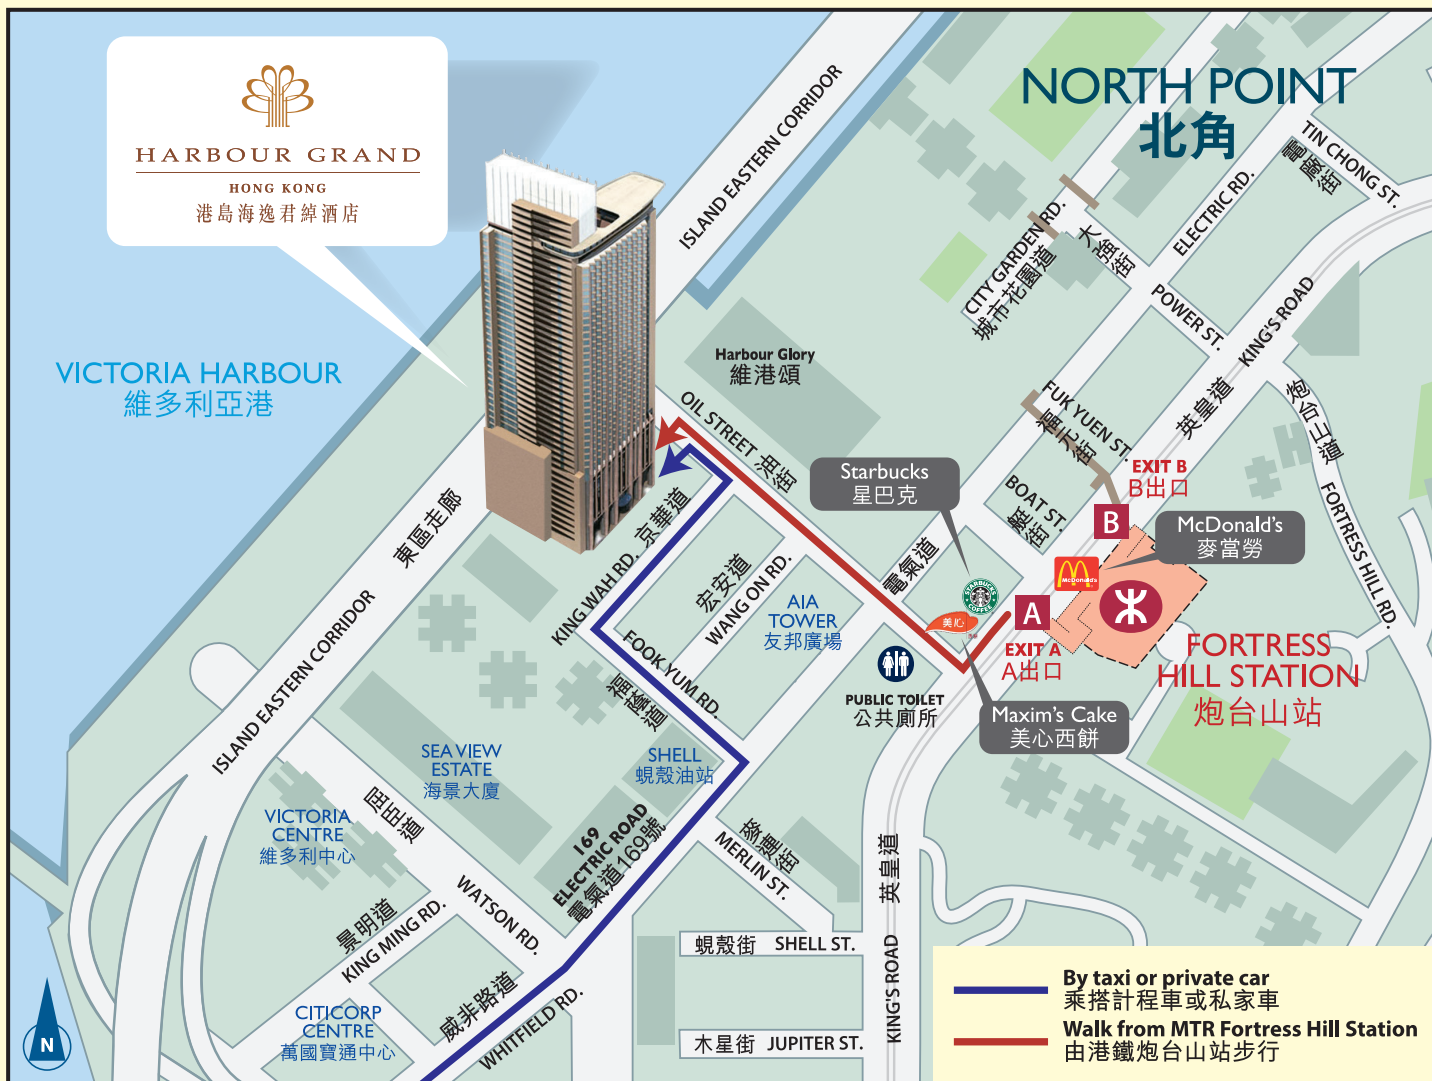 HARBOUR GRAND
HONG KONG
港島海逸君綽酒店
NORTH POINT
北角
ISLAND EASTERN CORRIDOR
TIN CHONG ST.
電廠街
ELECTRIC RD.
CITY GARDEN RD.
城市花園道
大強街
POWER ST.
KING'S ROAD
英皇道
VICTORIA HARBOUR
維多利亞港
Harbour Glory
維港頌
OIL STREET 油街
FUK YUEN ST.
福元街
炮台山道
FORTRESS HILL RD.
Starbucks
星巴克
EXIT B
B出口
B
BOAT ST.
艇街
McDonald's
麥當勞
McDonald's
STARBUCKS
COFFEE
美心
A
EXIT A
A出口
FORTRESS
HILL STATION
炮台山站
東區走廊
KING WAH RD. 京華道
宏安道
WANG ON RD.
電氣道
AIA
TOWER
友邦廣場
PUBLIC TOILET
公共廁所
Maxim's Cake
美心西餅
FOOK YUM RD.
福蔭道
ISLAND EASTERN CORRIDOR
SEA VIEW
ESTATE
海景大廈
SHELL
蜆殼油站
VICTORIA
CENTRE
維多利中心
屈臣道
WATSON RD.
169
ELECTRIC ROAD
電氣道169號
麥連街
MERLIN ST.
英皇道
KING'S ROAD
景明道
KING MING RD.
蜆殼街 SHELL ST.
CITICORP
CENTRE
萬國寶通中心
威非路道
WHITFIELD RD.
木星街 JUPITER ST.
N
By taxi or private car
乘搭計程車或私家車
Walk from MTR Fortress Hill Station
由港鐵炮台山站步行